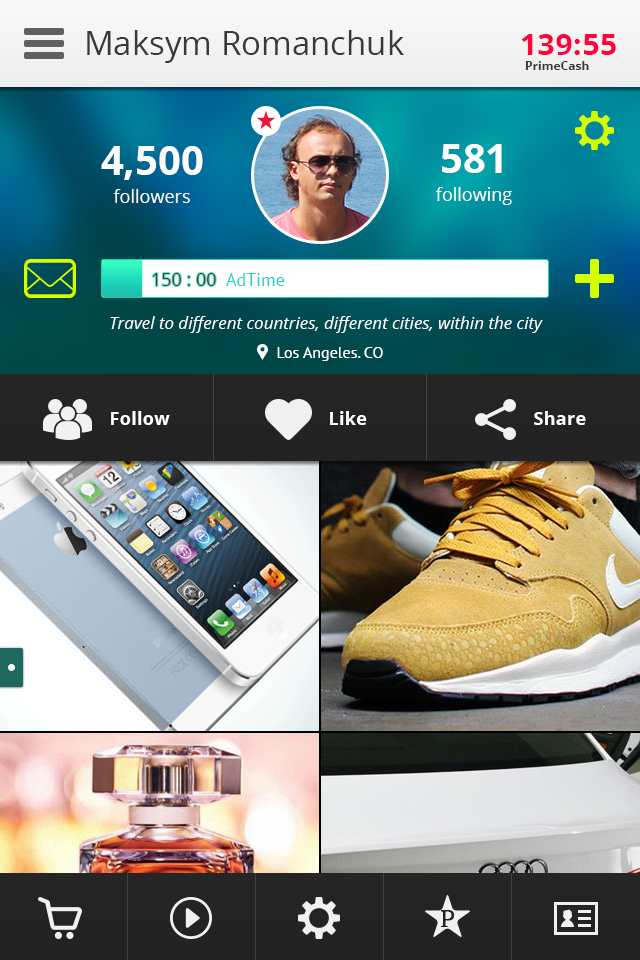 Maksym Romanchuk
139:55
PrimeCash
4,500
followers
581
following
150 : 00 AdTime
Travel to different countries, different cities, within the city
Los Angeles. CO
Follow
Like
Share
12
P